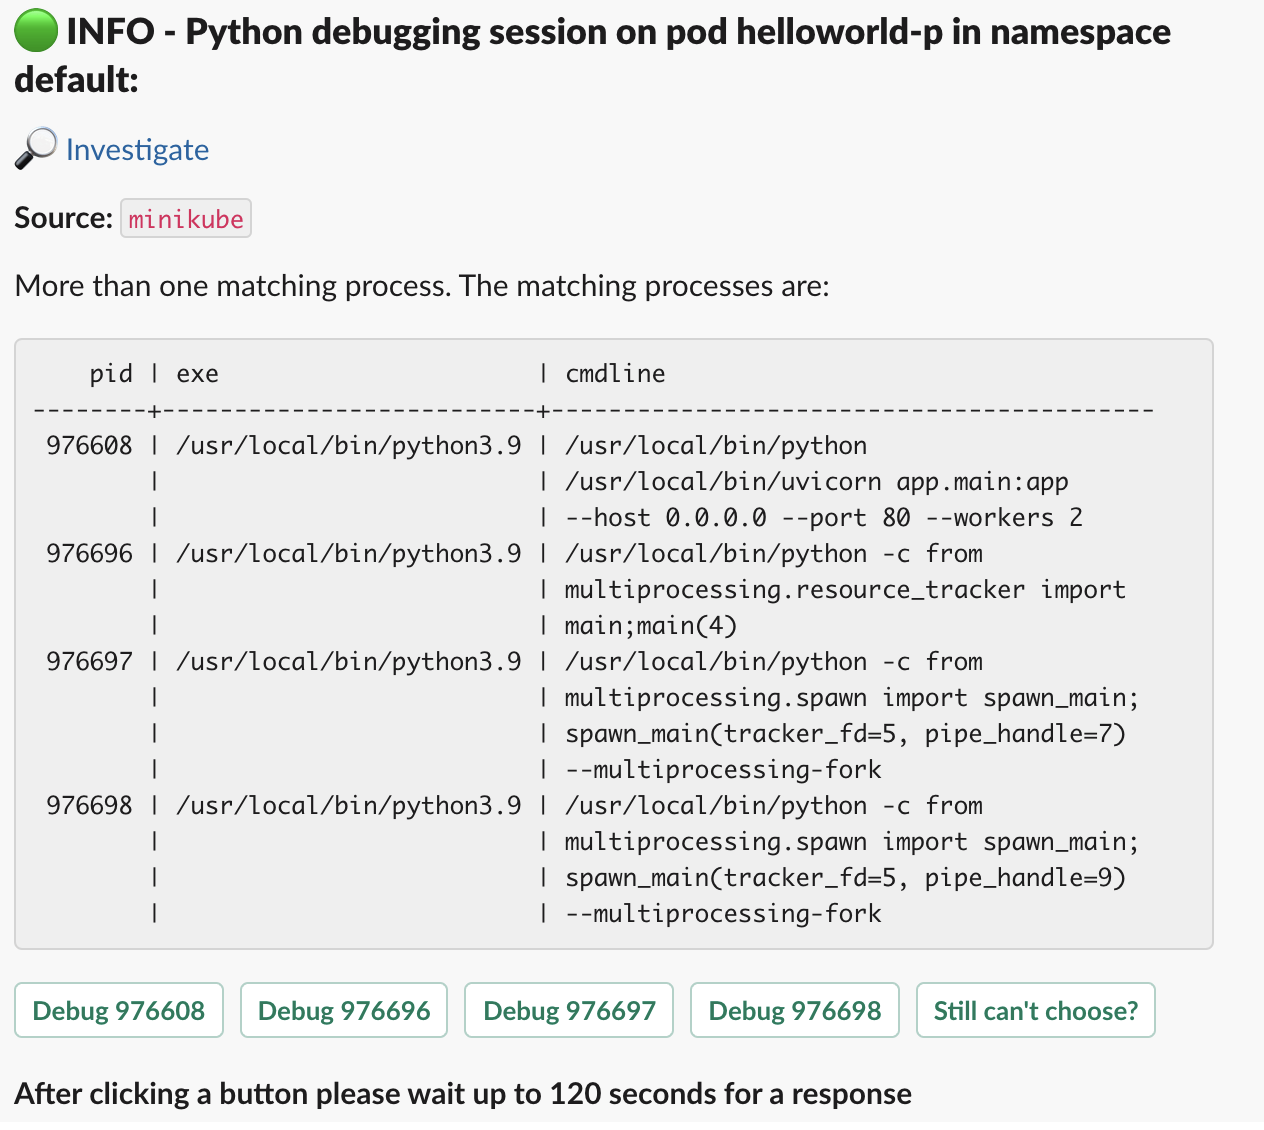 INFO - Python debugging session on pod helloworld-p in namespace
default:
Investigate
Source: minikube
More than one matching process. The matching processes are:
pid | exe | cmdline
--------+--------------------------+------------------------------------------
976608 | /usr/local/bin/python3.9 | /usr/local/bin/python
| | /usr/local/bin/uvicorn app.main:app
| | --host 0.0.0.0 --port 80 --workers 2
976696 | /usr/local/bin/python3.9 | /usr/local/bin/python -c from
| | multiprocessing.resource_tracker import
| | main;main(4)
976697 | /usr/local/bin/python3.9 | /usr/local/bin/python -c from
| | multiprocessing.spawn import spawn_main;
| | spawn_main(tracker_fd=5, pipe_handle=7)
| | --multiprocessing-fork
976698 | /usr/local/bin/python3.9 | /usr/local/bin/python -c from
| | multiprocessing.spawn import spawn_main;
| | spawn_main(tracker_fd=5, pipe_handle=9)
| | --multiprocessing-fork
Debug 976608 Debug 976696 Debug 976697 Debug 976698 Still can't choose?
After clicking a button please wait up to 120 seconds for a response